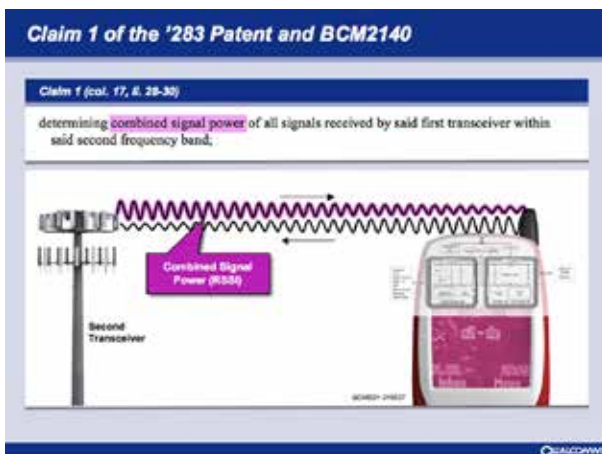 Claim 1 of the '283 Patent and BCM2140
Claim 1 (col. 17, ll. 28-30)
determining combined signal power of all signals received by said first transceiver within
said second frequency band;
Combined Signal
Power (RSSI)
Second
Transceiver
QUALCOMM